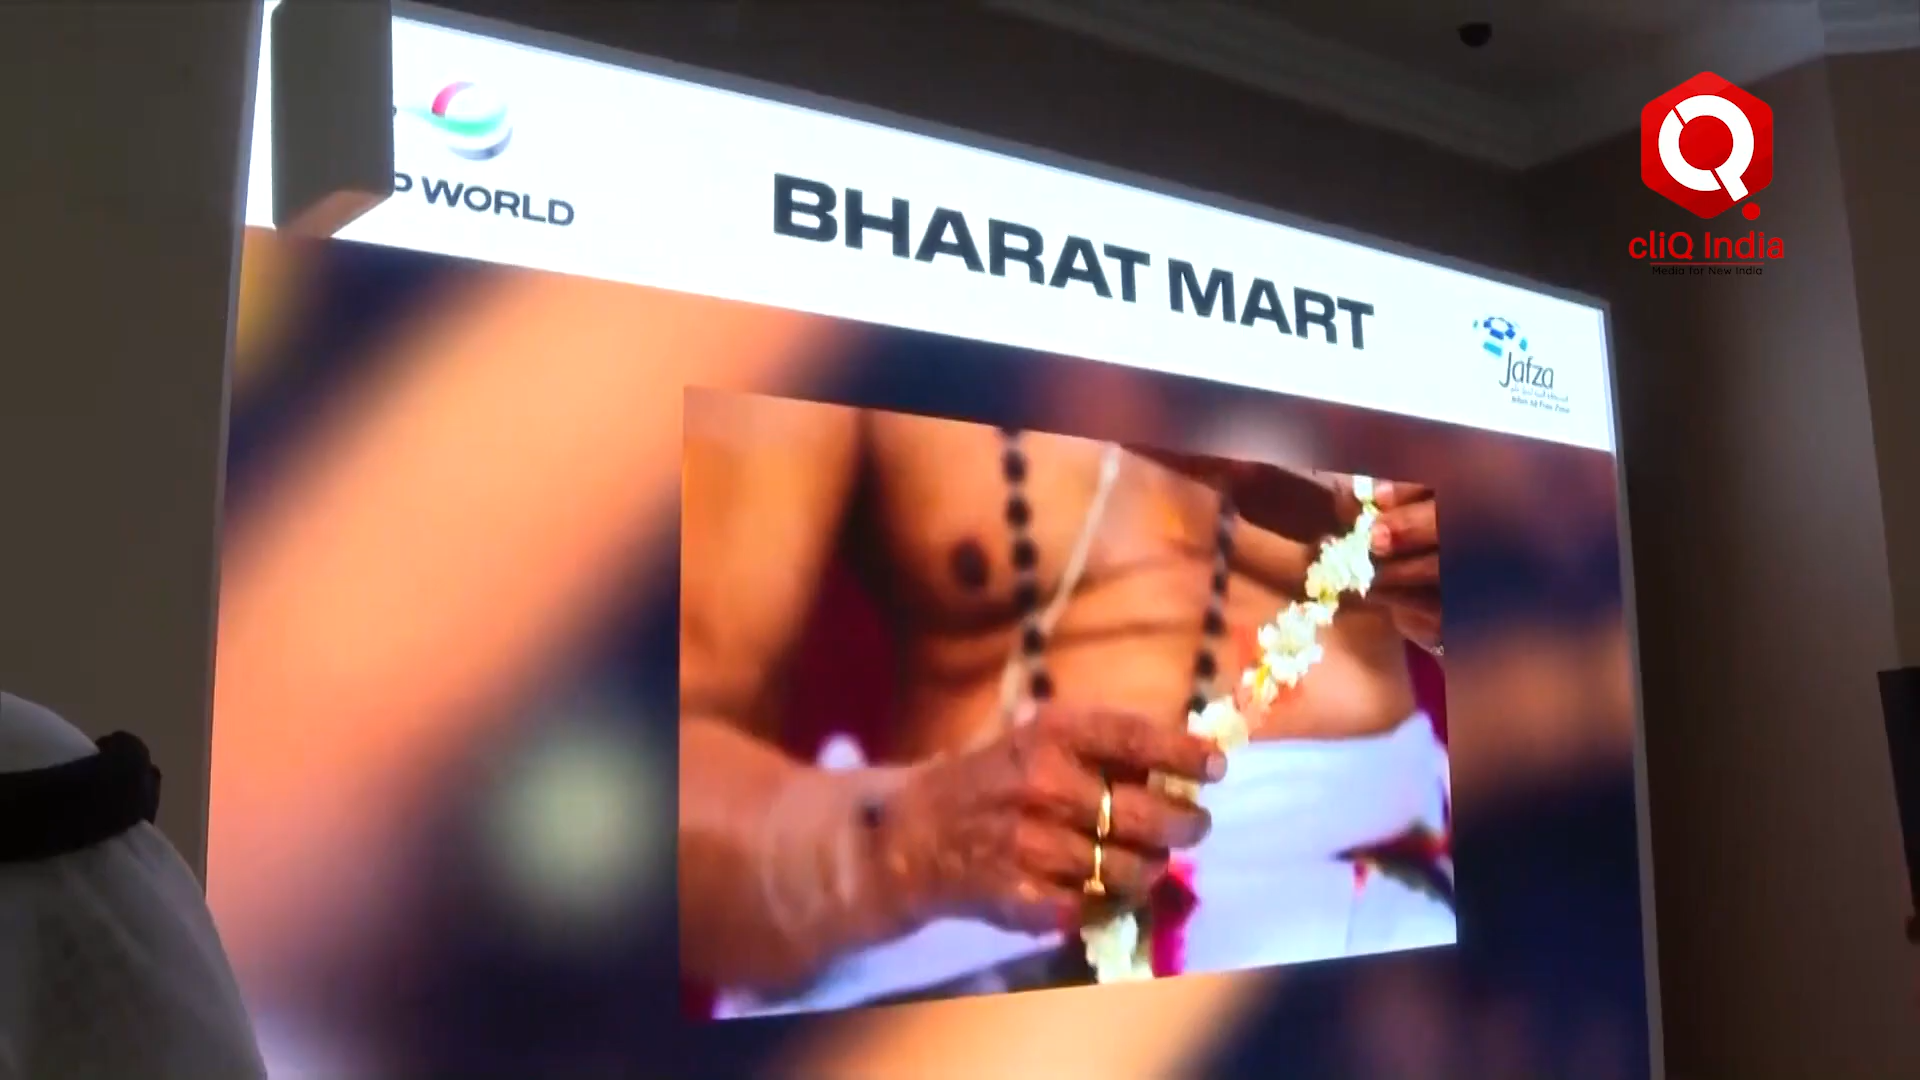 P WORLD
BHARAT MART
Jafza
cliQ India
Media for New India